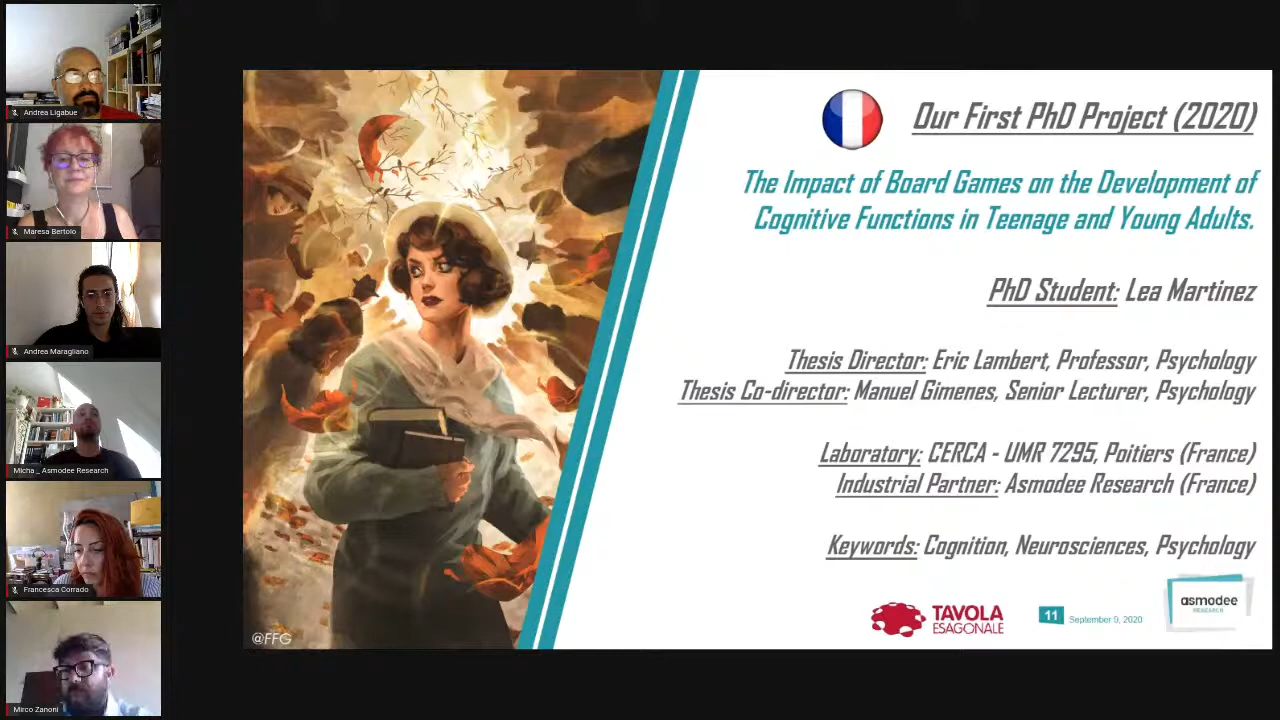 Andrea Ligabue
Maresa Bertolo
Andrea Maragliano
Micha _ Asmodee Research
Francesca Corrado
Mirco Zanoni
Our First PhD Project (2020)
The Impact of Board Games on the Development of
Cognitive Functions in Teenage and Young Adults.
PhD Student: Lea Martinez
Thesis Director: Eric Lambert, Professor, Psychology
Thesis Co-director: Manuel Gimenes, Senior Lecturer, Psychology
Laboratory: CERCA - UMR 7295, Poitiers (France)
Industrial Partner: Asmodee Research (France)
Keywords: Cognition, Neurosciences, Psychology
@FFG
TAVOLA
ESAGONALE
11
September 9, 2020
asmodee
RESEARCH